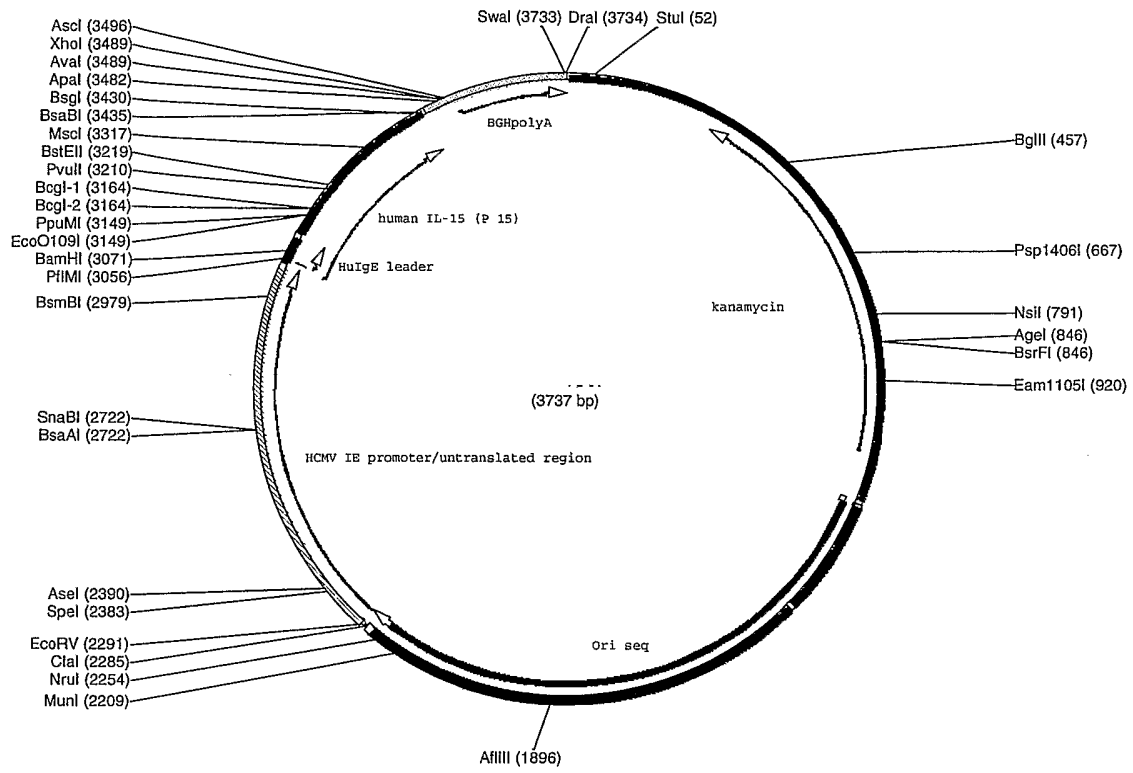 SwaI (3733)
DraI (3734)
StuI (52)
AscI (3496)
XhoI (3489)
AvaI (3489)
ApaI (3482)
BsgI (3430)
BsaBI (3435)
MscI (3317)
BstEII (3219)
PvuII (3210)
BcgI-1 (3164)
BcgI-2 (3164)
PpuMI (3149)
EcoO109I (3149)
BamHI (3071)
PflMI (3056)
BsmBI (2979)
SnaBI (2722)
BsaAI (2722)
AseI (2390)
SpeI (2383)
EcoRV (2291)
ClaI (2285)
NruI (2254)
MunI (2209)
BGHpolyA
human IL-15 (P 15)
HuIgE leader
kanamycin
(3737 bp)
HCMV IE promoter/untranslated region
Ori seq
BglII (457)
Psp1406I (667)
NsiI (791)
AgeI (846)
BsrFI (846)
Eam1105I (920)
AflIII (1896)